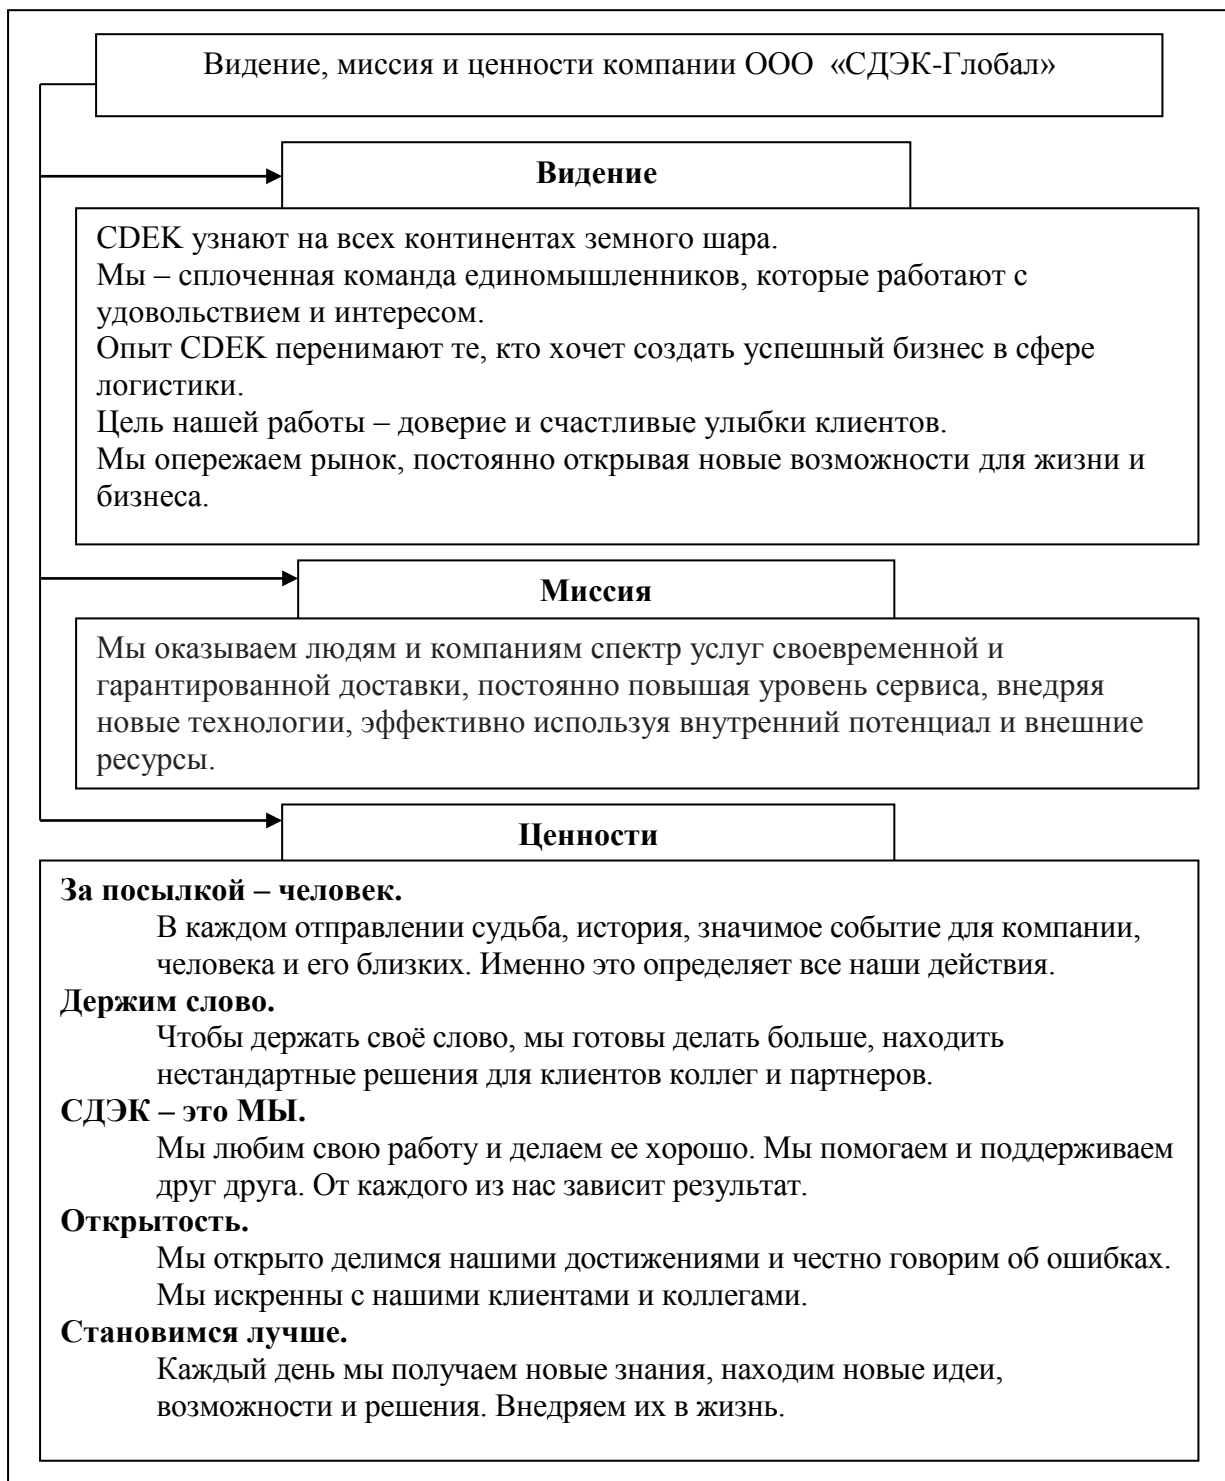 Видение, миссия и ценности компании ООО «СДЭК-Глобал»
Видение
CDEK узнают на всех континентах земного шара.
Мы – сплоченная команда единомышленников, которые работают с
удовольствием и интересом.
Опыт CDEK перенимают те, кто хочет создать успешный бизнес в сфере
логистики.
Цель нашей работы – доверие и счастливые улыбки клиентов.
Мы опережаем рынок, постоянно открывая новые возможности для жизни и
бизнеса.
Миссия
Мы оказываем людям и компаниям спектр услуг своевременной и
гарантированной доставки, постоянно повышая уровень сервиса, внедряя
новые технологии, эффективно используя внутренний потенциал и внешние
ресурсы.
Ценности
За посылкой – человек.
В каждом отправлении судьба, история, значимое событие для компании,
человека и его близких. Именно это определяет все наши действия.
Держим слово.
Чтобы держать своё слово, мы готовы делать больше, находить
нестандартные решения для клиентов коллег и партнеров.
СДЭК – это МЫ.
Мы любим свою работу и делаем ее хорошо. Мы помогаем и поддерживаем
друг друга. От каждого из нас зависит результат.
Открытость.
Мы открыто делимся нашими достижениями и честно говорим об ошибках.
Мы искренны с нашими клиентами и коллегами.
Становимся лучше.
Каждый день мы получаем новые знания, находим новые идеи,
возможности и решения. Внедряем их в жизнь.